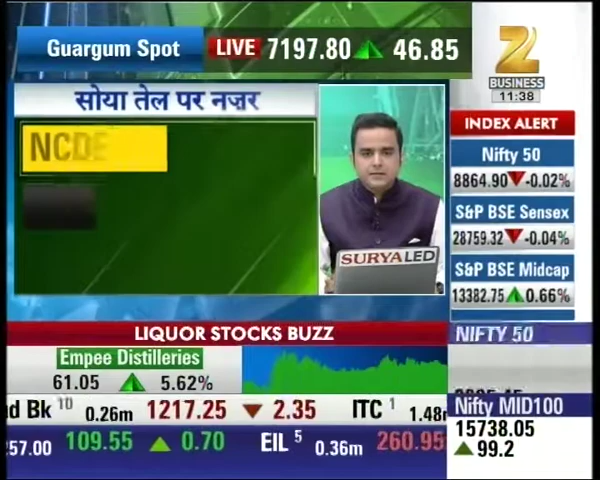 Guargum Spot LIVE 7197.80 46.85
Z
BUSINESS
11:38
सोया तेल पर नज़र
NCDE
SURYA LED
INDEX ALERT
Nifty 50
8864.90 -0.02%
S&P BSE Sensex
28759.32 -0.04%
S&P BSE Midcap
13382.75 0.66%
LIQUOR STOCKS BUZZ
Empee Distilleries
61.05 5.62%
NIFTY 50
Nifty MID100
15738.05
99.2
d Bk 10 0.26m 1217.25 2.35 ITC 1 1.48
257.00 109.55 0.70 EIL 5 0.36m 260.95